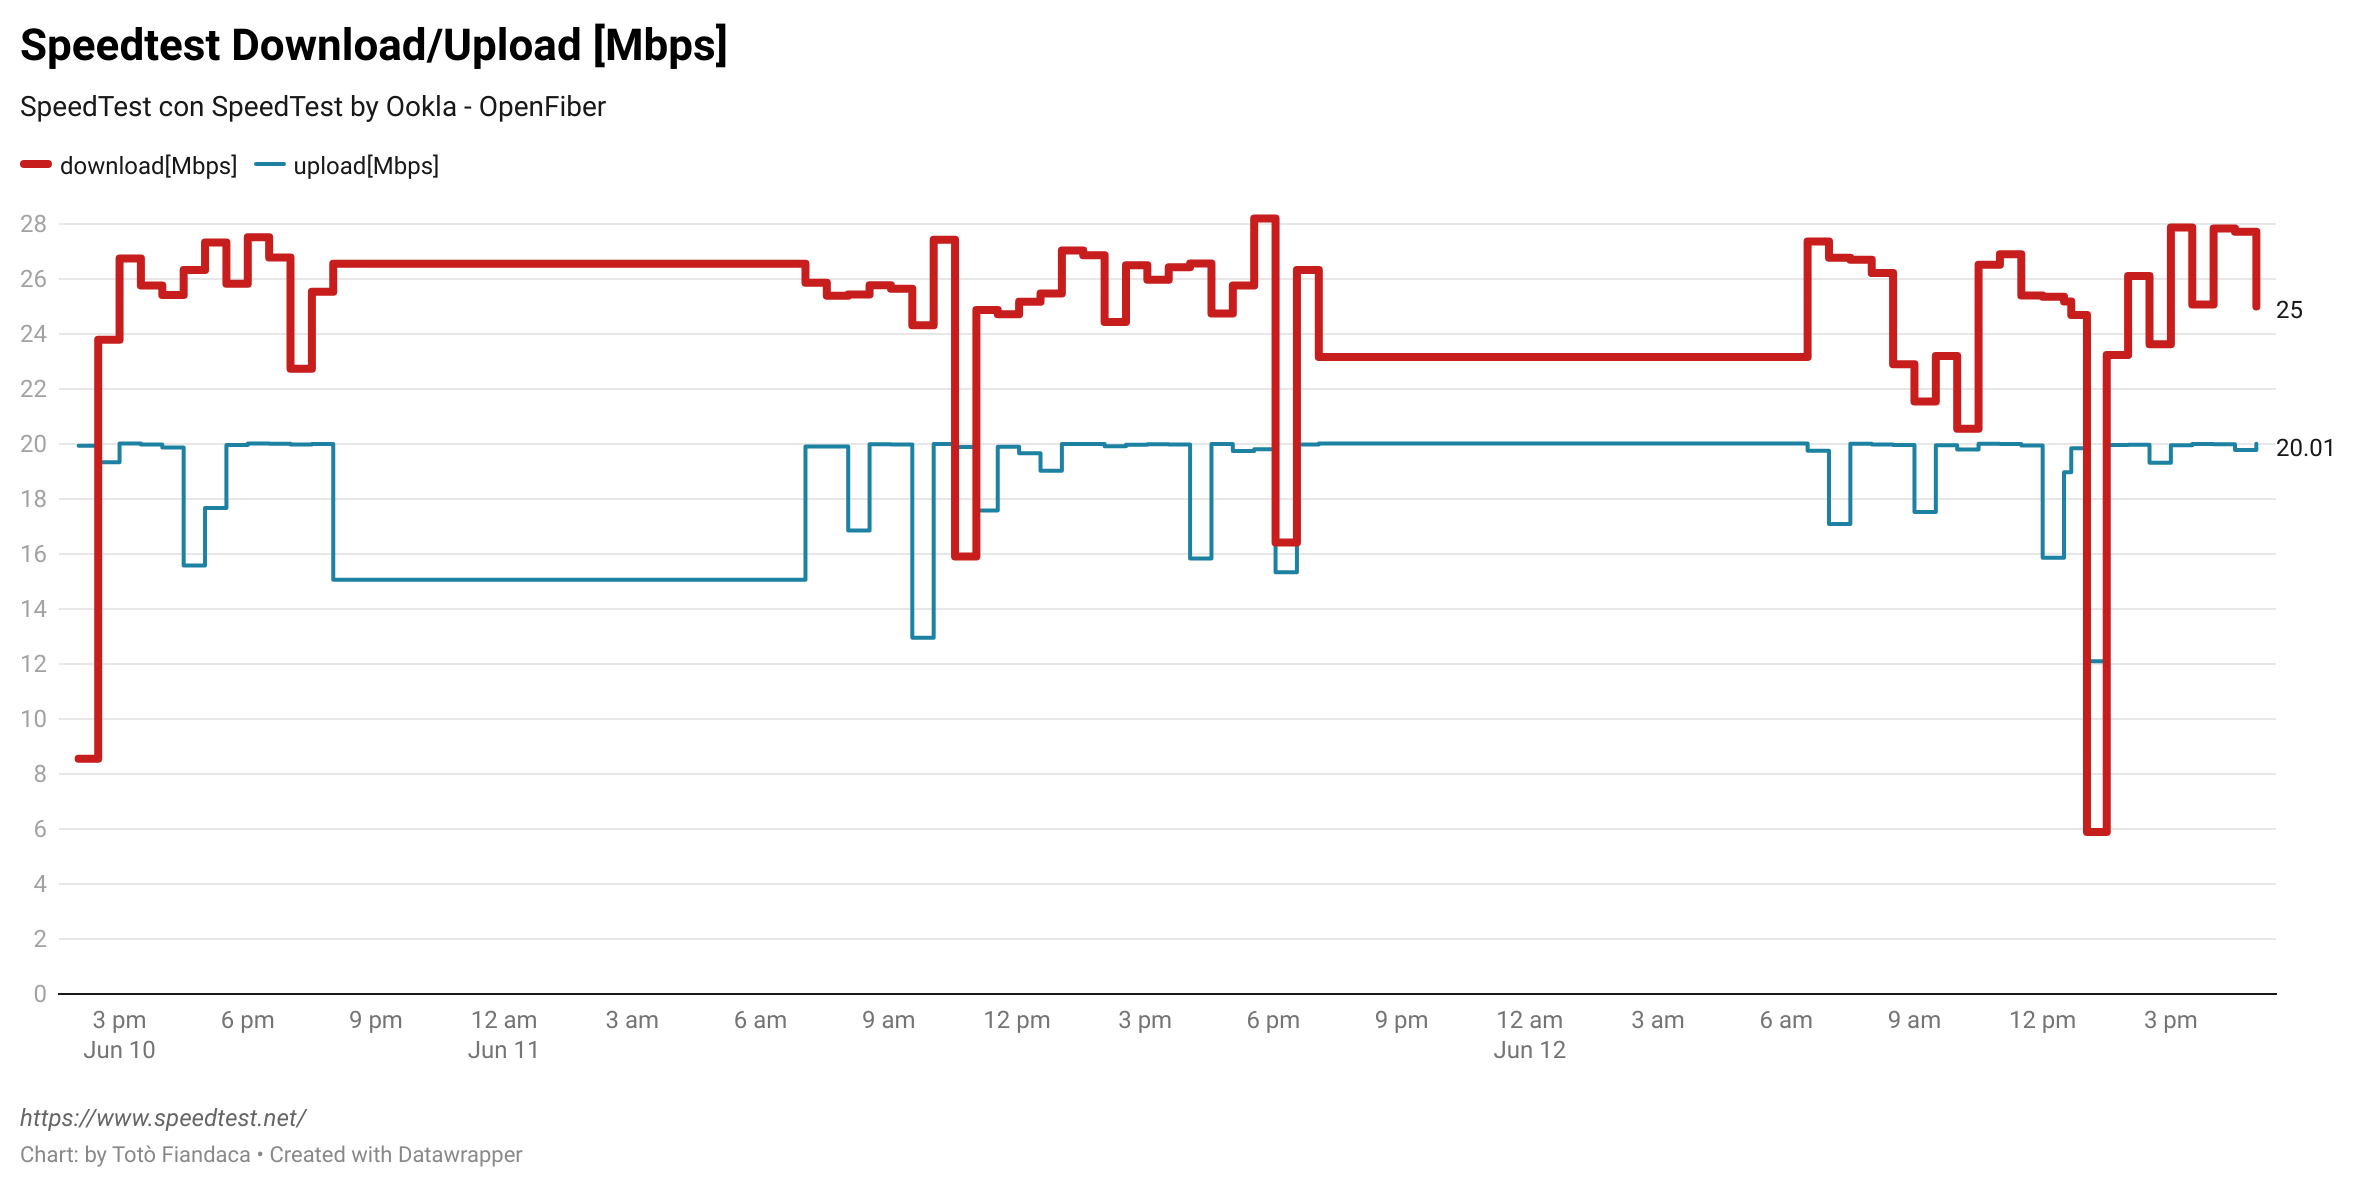 Speedtest Download/Upload [Mbps]
SpeedTest con SpeedTest by Ookla - OpenFiber
download[Mbps] upload[Mbps]
28
26
25
24
22
20
20.01
18
16
14
12
10
8
6
4
2
0
3 pm 6 pm 9 pm 12 am 3 am 6 am 9 am 12 pm 3 pm 6 pm 9 pm 12 am 3 am 6 am 9 am 12 pm 3 pm
Jun 10 Jun 11 Jun 12
https://www.speedtest.net/
Chart: by Totò Fiandaca • Created with Datawrapper